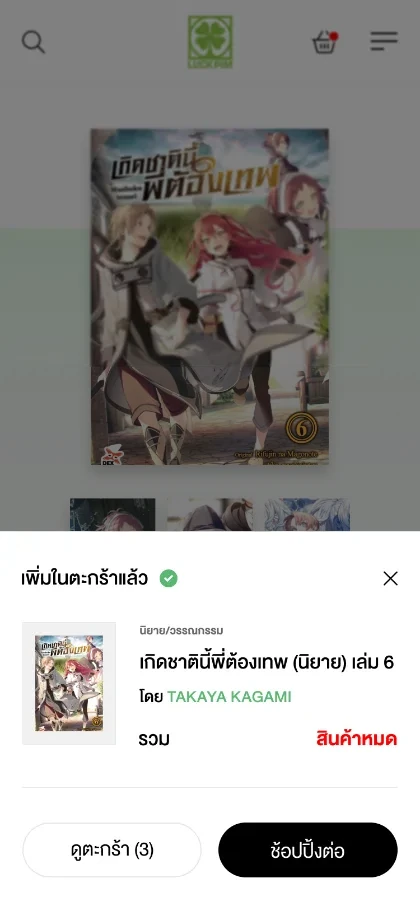 LUCKPIM
เกิดชาตินี้
พี่ต้องเทพ
6
DEX
เพิ่มในตะกร้าแล้ว
นิยาย/วรรณกรรม
เกิดชาตินี้พี่ต้องเทพ (นิยาย) เล่ม 6
โดย TAKAYA KAGAMI
รวม
สินค้าหมด
ดูตะกร้า (3)
ช้อปปิ้งต่อ